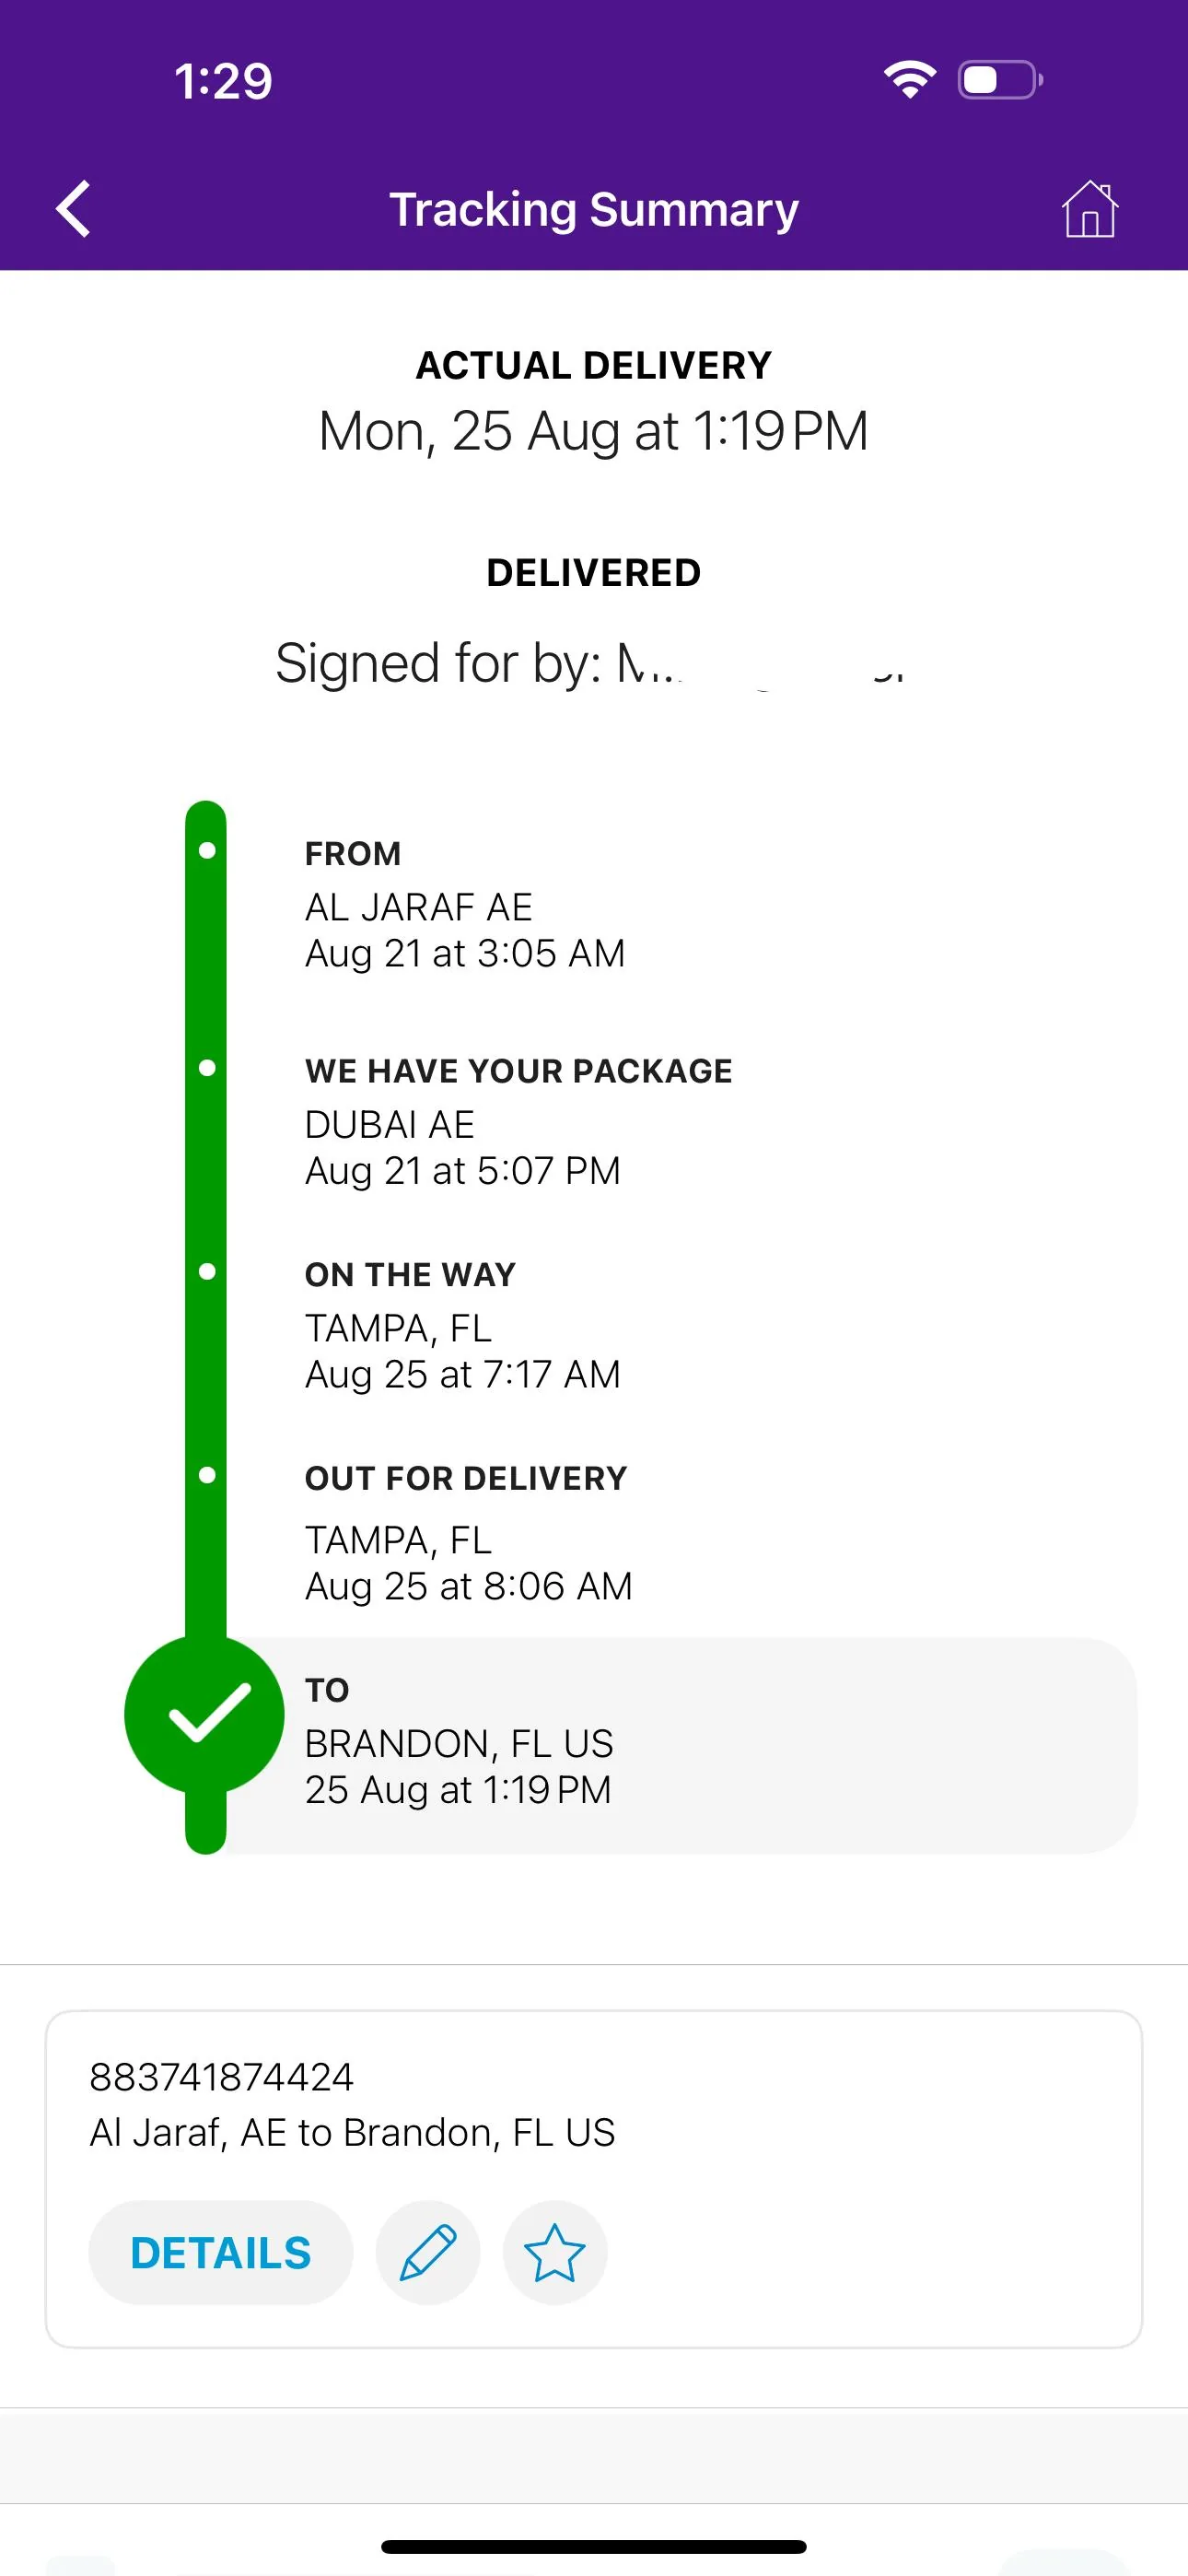 1:29
Tracking Summary
ACTUAL DELIVERY
Mon, 25 Aug at 1:19 PM
DELIVERED
Signed for by:
FROM
AL JARAF AE
Aug 21 at 3:05 AM
WE HAVE YOUR PACKAGE
DUBAI AE
Aug 21 at 5:07 PM
ON THE WAY
TAMPA, FL
Aug 25 at 7:17 AM
OUT FOR DELIVERY
TAMPA, FL
Aug 25 at 8:06 AM
TO
BRANDON, FL US
25 Aug at 1:19 PM
883741874424
Al Jaraf, AE to Brandon, FL US
DETAILS